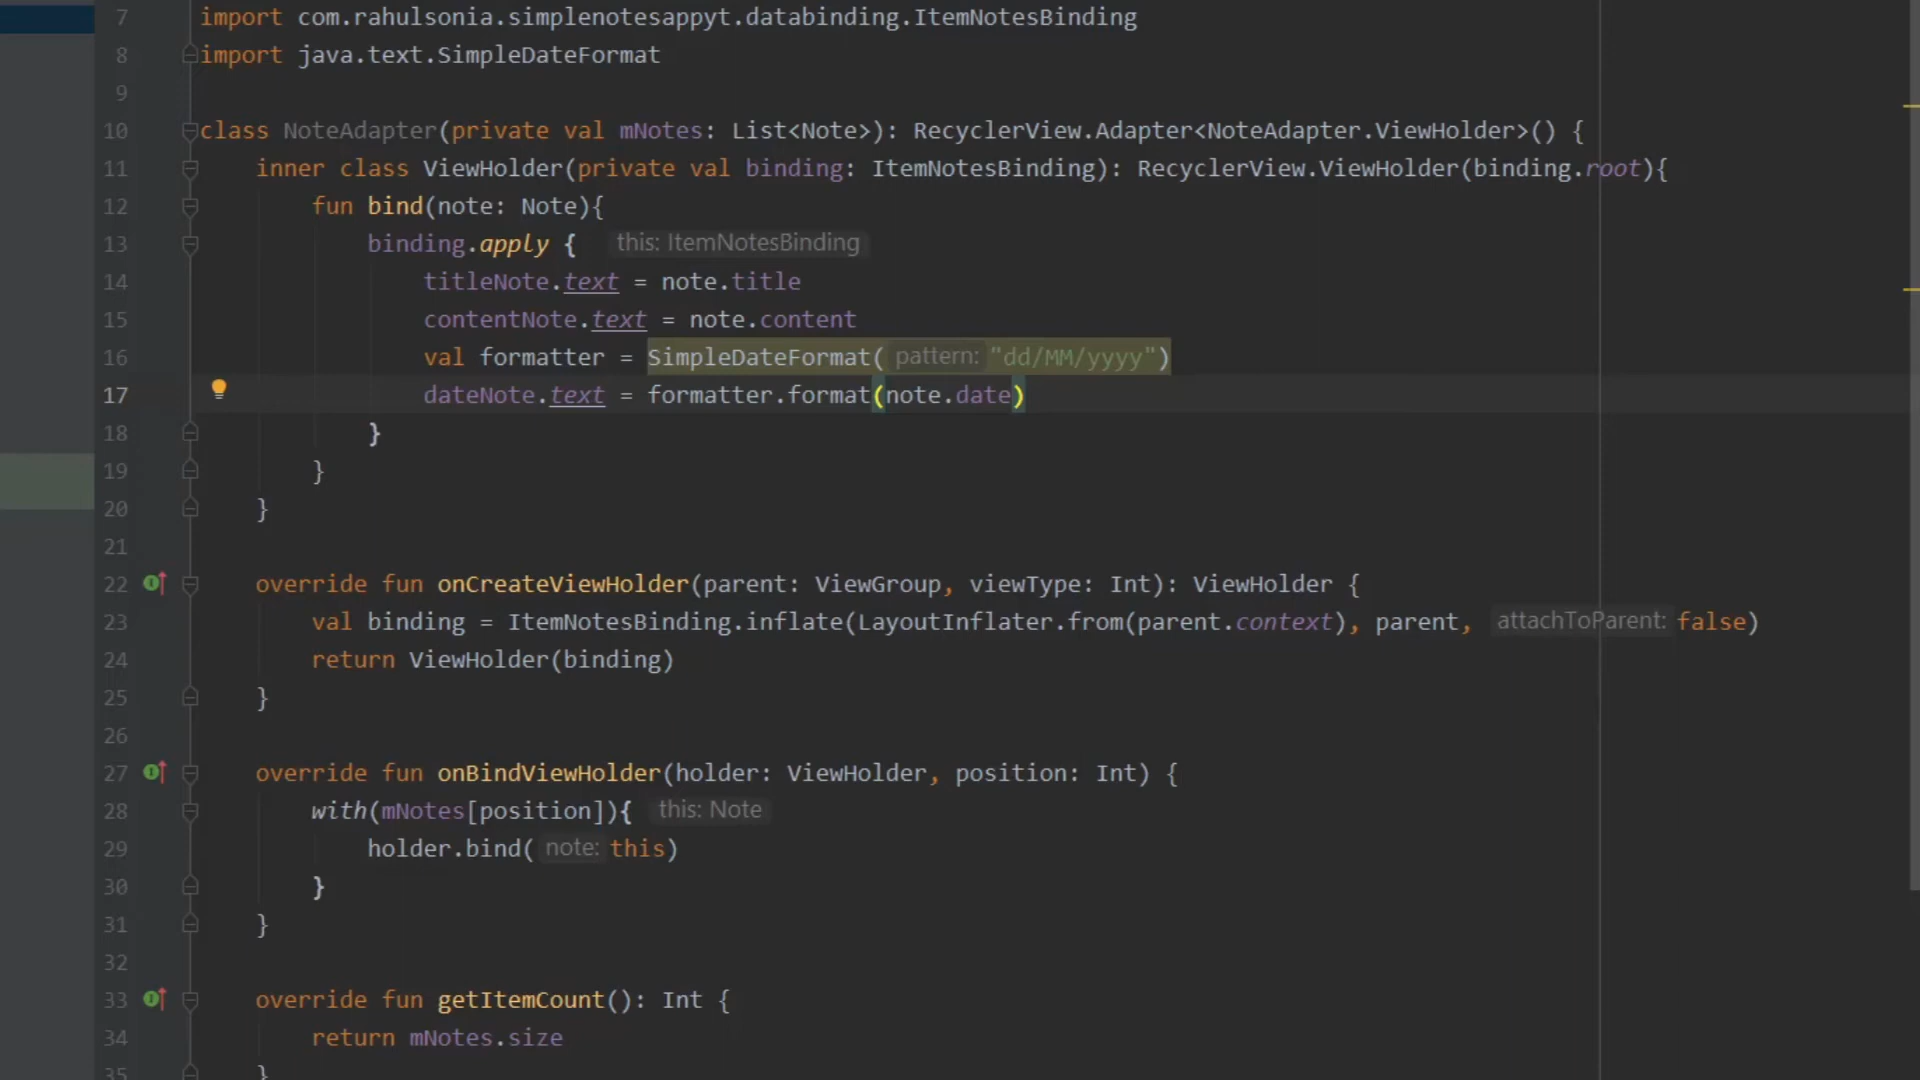 7 import com.rahulsonia.simplenotesappyt.databinding.ItemNotesBinding
8 import java.text.SimpleDateFormat
9
10 class NoteAdapter(private val mNotes: List<Note>): RecyclerView.Adapter<NoteAdapter.ViewHolder>() {
11 inner class ViewHolder(private val binding: ItemNotesBinding): RecyclerView.ViewHolder(binding.root){
12 fun bind(note: Note){
13 binding.apply { this: ItemNotesBinding
14 titleNote.text = note.title
15 contentNote.text = note.content
16 val formatter = SimpleDateFormat( pattern: "dd/MM/yyyy")
17 dateNote.text = formatter.format(note.date)
18 }
19 }
20 }
21
22 override fun onCreateViewHolder(parent: ViewGroup, viewType: Int): ViewHolder {
23 val binding = ItemNotesBinding.inflate(LayoutInflater.from(parent.context), parent, attachToParent: false)
24 return ViewHolder(binding)
25 }
26
27 override fun onBindViewHolder(holder: ViewHolder, position: Int) {
28 with(mNotes[position]){ this: Note
29 holder.bind( note: this)
30 }
31 }
32
33 override fun getItemCount(): Int {
34 return mNotes.size
35 }